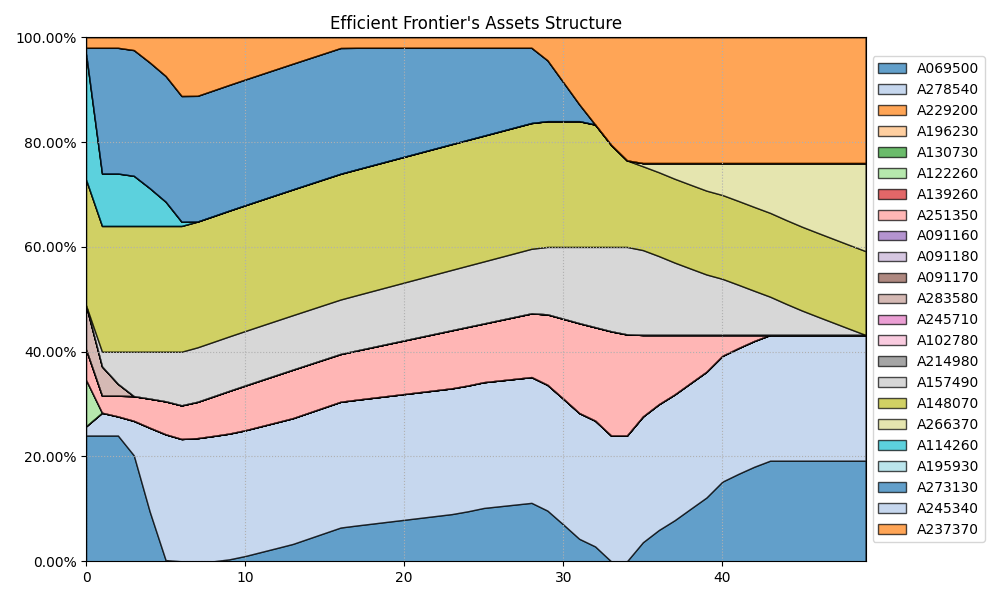 Efficient Frontier's Assets Structure
100.00%
80.00%
60.00%
40.00%
20.00%
0.00%
0
10
20
30
40
A069500
A278540
A229200
A196230
A130730
A122260
A139260
A251350
A091160
A091180
A091170
A283580
A245710
A102780
A214980
A157490
A148070
A266370
A114260
A195930
A273130
A245340
A237370